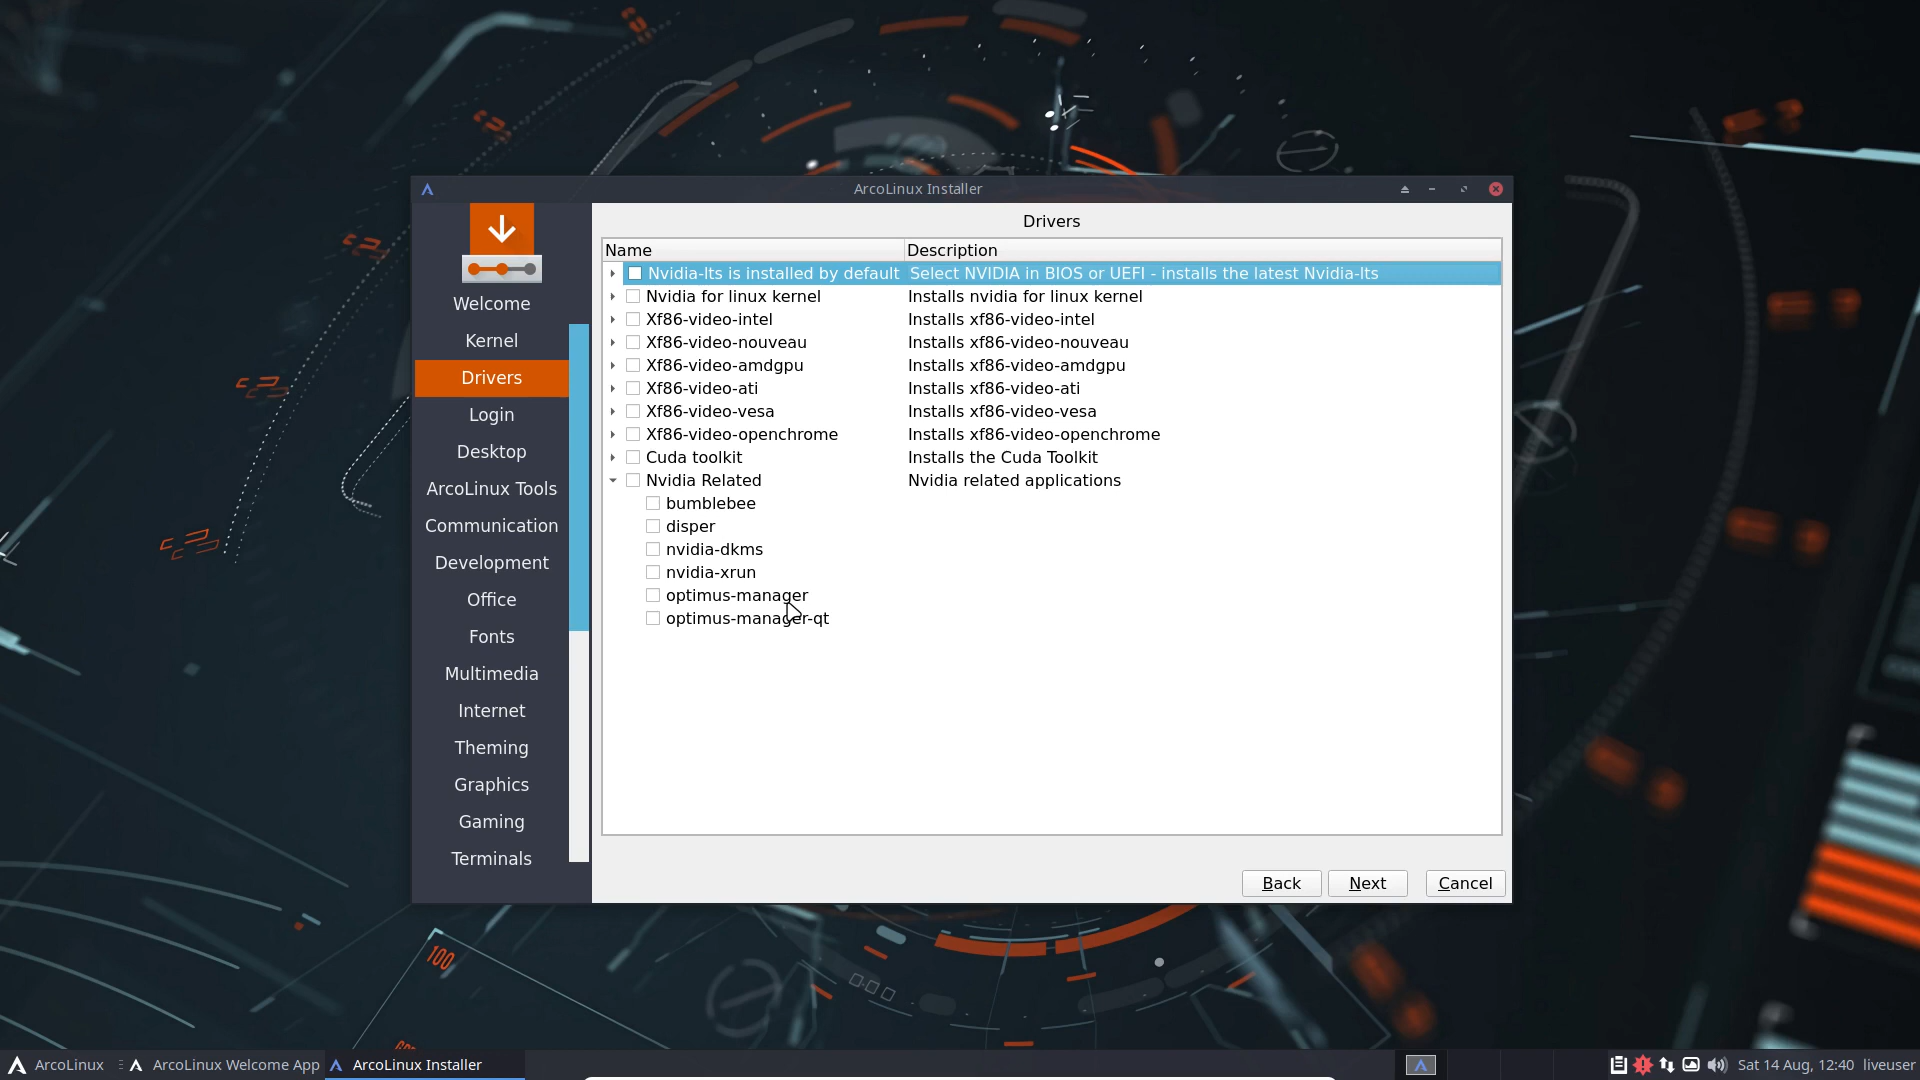 ArcoLinux Installer
Drivers
Name Description
Nvidia-lts is installed by default Select NVIDIA in BIOS or UEFI - installs the latest Nvidia-lts
Nvidia for linux kernel Installs nvidia for linux kernel
Xf86-video-intel Installs xf86-video-intel
Xf86-video-nouveau Installs xf86-video-nouveau
Xf86-video-amdgpu Installs xf86-video-amdgpu
Xf86-video-ati Installs xf86-video-ati
Xf86-video-vesa Installs xf86-video-vesa
Xf86-video-openchrome Installs xf86-video-openchrome
Cuda toolkit Installs the Cuda Toolkit
Nvidia Related Nvidia related applications
bumblebee
disper
nvidia-dkms
nvidia-xrun
optimus-manager
optimus-manager-qt
Welcome
Kernel
Drivers
Login
Desktop
ArcoLinux Tools
Communication
Development
Office
Fonts
Multimedia
Internet
Theming
Graphics
Gaming
Terminals
Back Next Cancel
100
ArcoLinux ArcoLinux Welcome App ArcoLinux Installer Sat 14 Aug, 12:40 liveuser